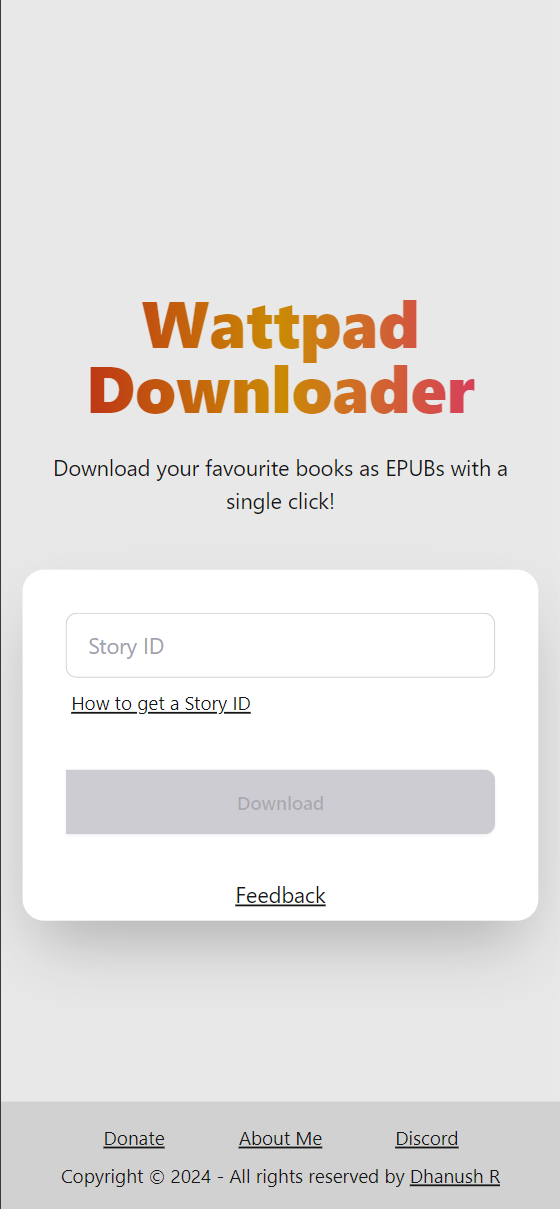 Wattpad
Downloader
Download your favourite books as EPUBs with a
single click!
Story ID
How to get a Story ID
Download
Feedback
Donate About Me Discord
Copyright © 2024 - All rights reserved by Dhanush R